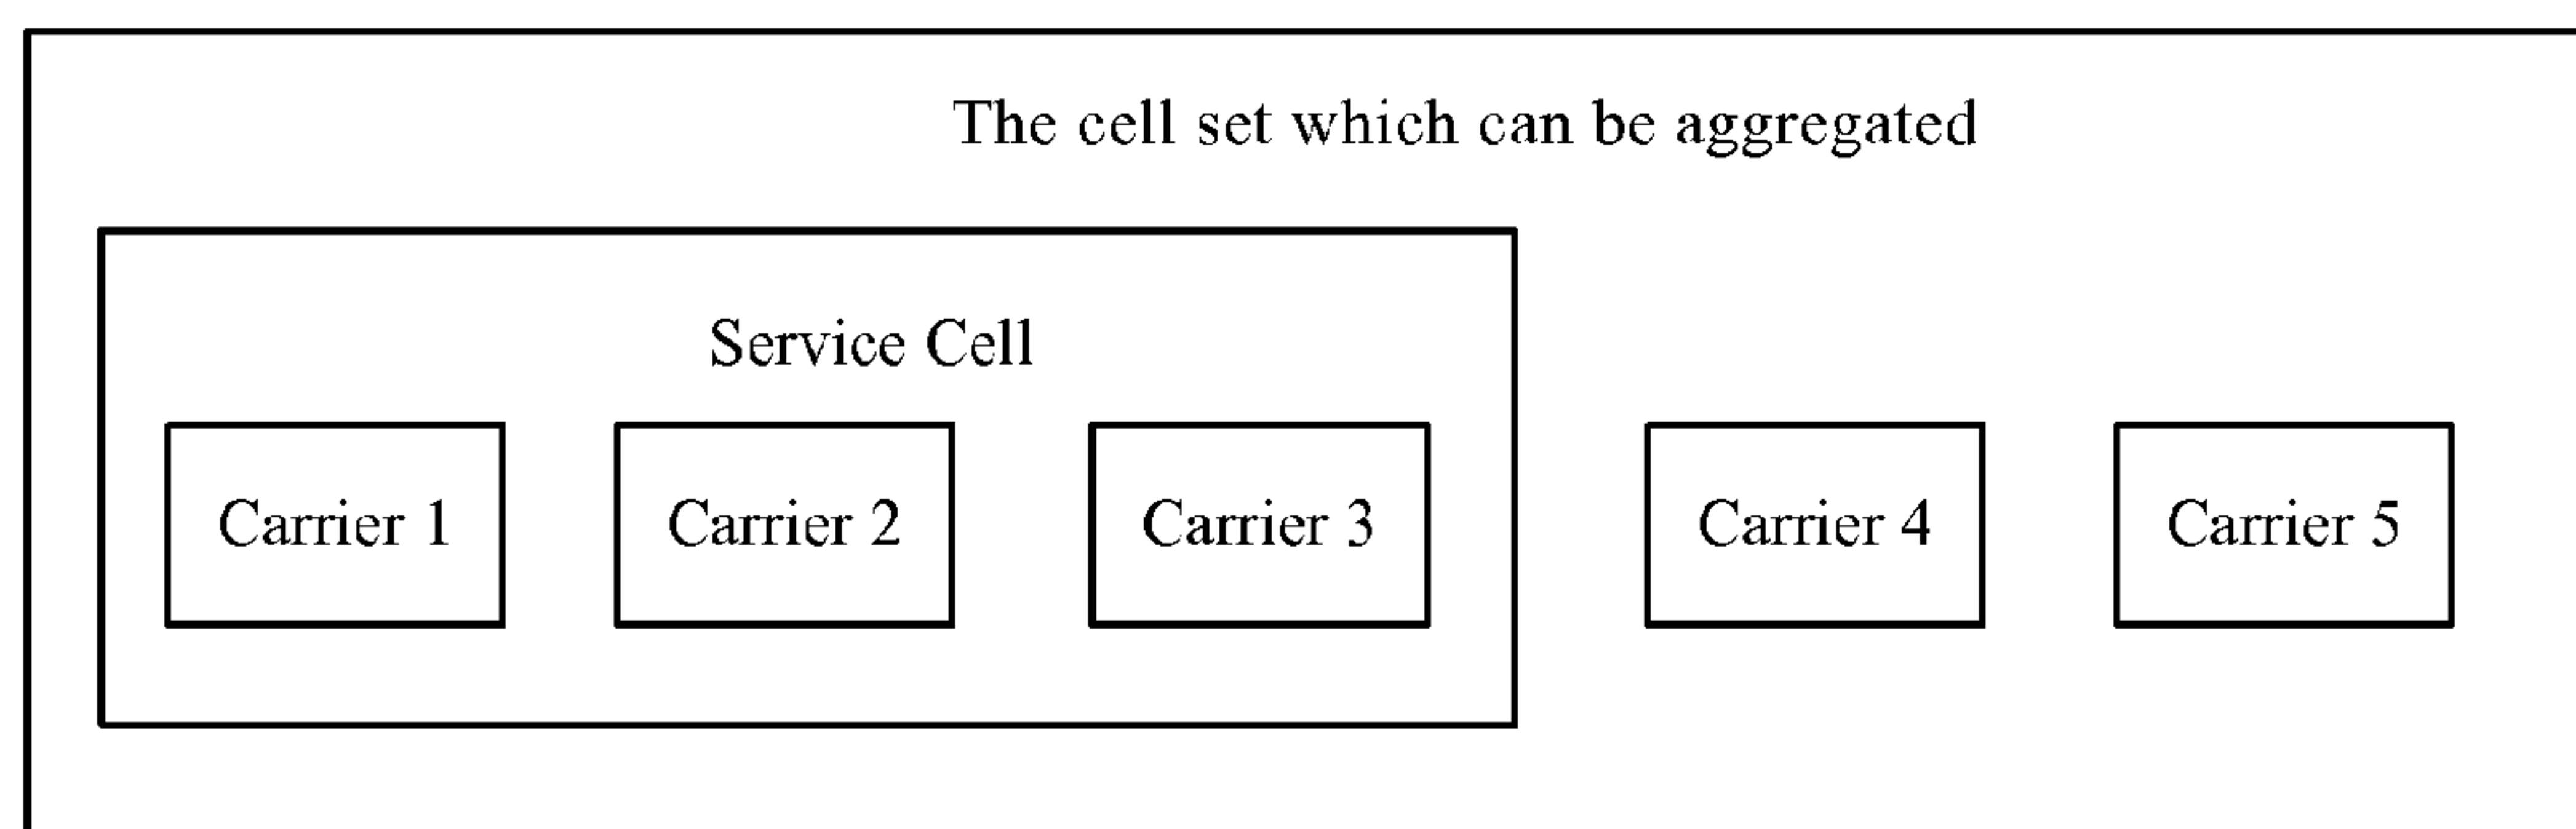 The cell set which can be aggregated
Service Cell
Carrier 1
Carrier 2
Carrier 3
Carrier 4
Carrier 5